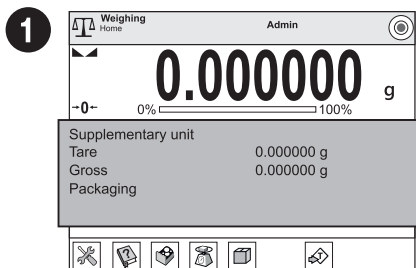 1
Weighing
Home
Admin
0.000000 g
→0←
0% 100%
Supplementary unit
Tare 0.000000 g
Gross 0.000000 g
Packaging
T